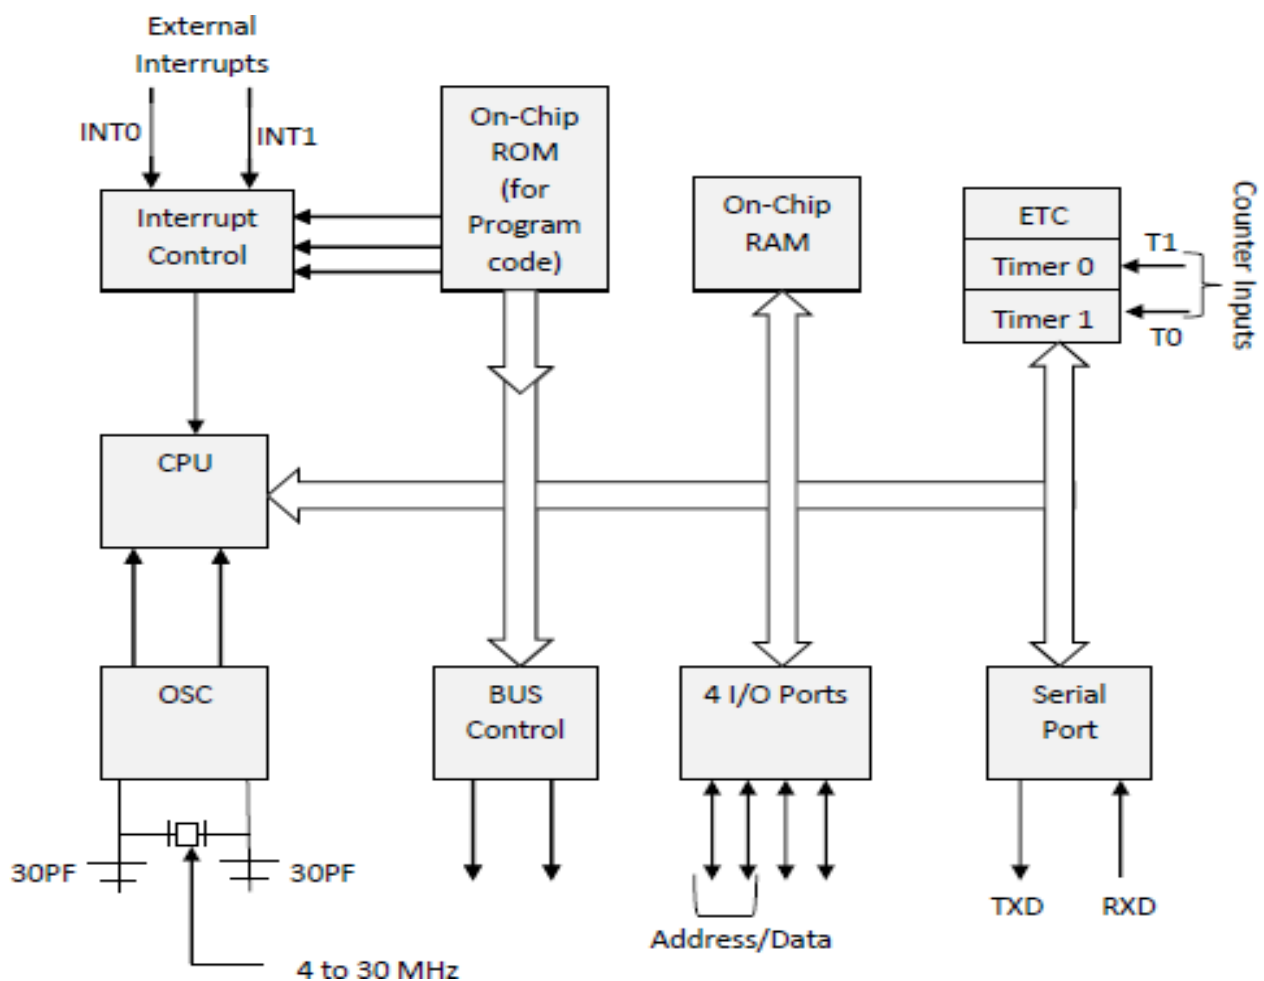 External
Interrupts
INT0
INT1
On-Chip
ROM
(for
Program
code)
Interrupt
Control
On-Chip
RAM
ETC
Timer 0
Timer 1
T1
T0
Counter Inputs
CPU
OSC
BUS
Control
4 I/O Ports
Serial
Port
30PF
30PF
4 to 30 MHz
Address/Data
TXD
RXD